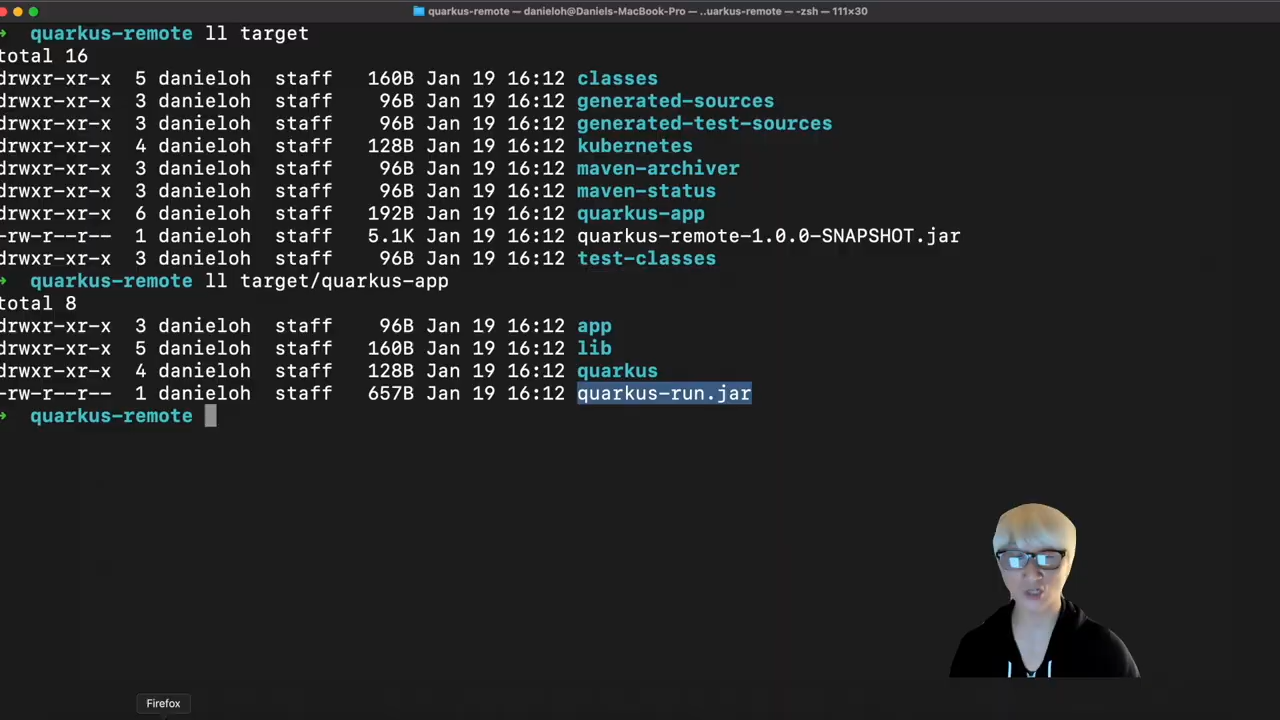 quarkus-remote — danieloh@Daniels-MacBook-Pro — ..uarkus-remote — -zsh — 111×30
→ quarkus-remote ll target
total 16
drwxr-xr-x 5 danieloh staff 160B Jan 19 16:12 classes
drwxr-xr-x 3 danieloh staff 96B Jan 19 16:12 generated-sources
drwxr-xr-x 3 danieloh staff 96B Jan 19 16:12 generated-test-sources
drwxr-xr-x 4 danieloh staff 128B Jan 19 16:12 kubernetes
drwxr-xr-x 3 danieloh staff 96B Jan 19 16:12 maven-archiver
drwxr-xr-x 3 danieloh staff 96B Jan 19 16:12 maven-status
drwxr-xr-x 6 danieloh staff 192B Jan 19 16:12 quarkus-app
-rw-r--r-- 1 danieloh staff 5.1K Jan 19 16:12 quarkus-remote-1.0.0-SNAPSHOT.jar
drwxr-xr-x 3 danieloh staff 96B Jan 19 16:12 test-classes
→ quarkus-remote ll target/quarkus-app
total 8
drwxr-xr-x 3 danieloh staff 96B Jan 19 16:12 app
drwxr-xr-x 5 danieloh staff 160B Jan 19 16:12 lib
drwxr-xr-x 4 danieloh staff 128B Jan 19 16:12 quarkus
-rw-r--r-- 1 danieloh staff 657B Jan 19 16:12 quarkus-run.jar
→ quarkus-remote
Firefox